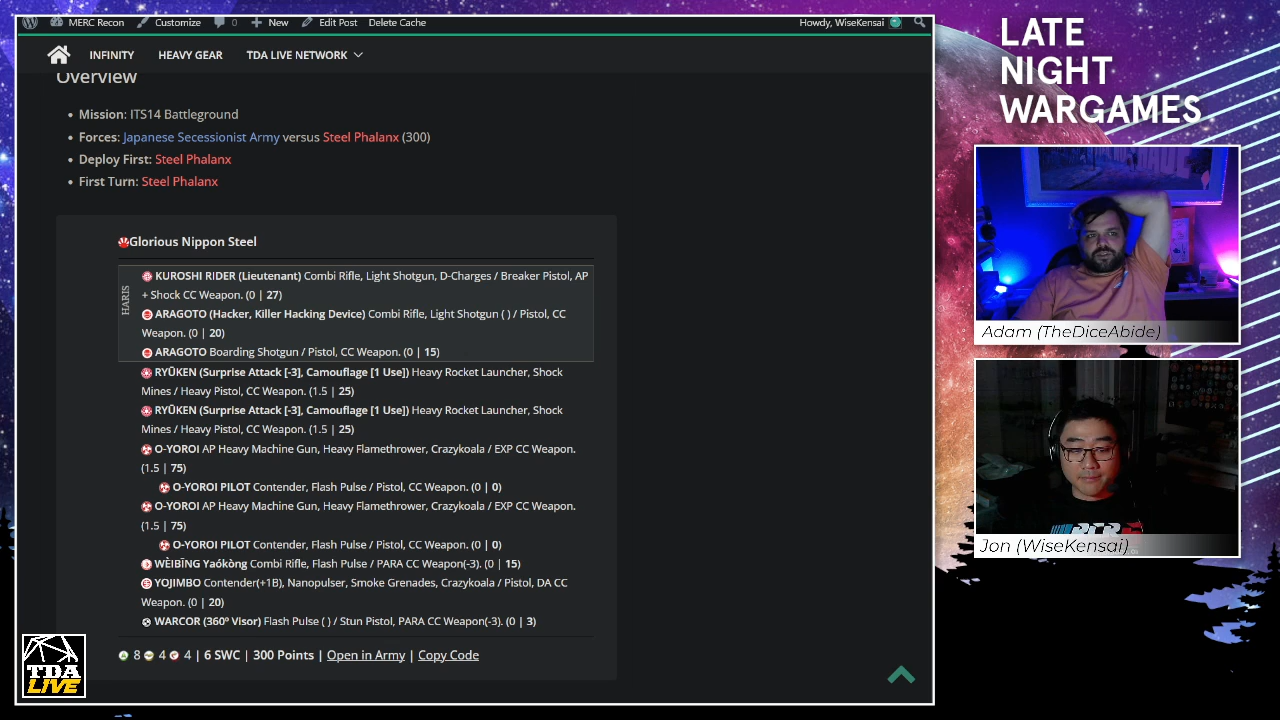 MERC Recon Customize 0 New Edit Post Delete Cache Howdy, WiseKensai
INFINITY HEAVY GEAR TDA LIVE NETWORK
Overview
Mission: ITS14 Battleground
Forces: Japanese Secessionist Army versus Steel Phalanx (300)
Deploy First: Steel Phalanx
First Turn: Steel Phalanx
Glorious Nippon Steel
HARIS
KUROSHI RIDER (Lieutenant) Combi Rifle, Light Shotgun, D-Charges / Breaker Pistol, AP
+ Shock CC Weapon. (0 | 27)
ARAGOTO (Hacker, Killer Hacking Device) Combi Rifle, Light Shotgun ( ) / Pistol, CC
Weapon. (0 | 20)
ARAGOTO Boarding Shotgun / Pistol, CC Weapon. (0 | 15)
RYŪKEN (Surprise Attack [-3], Camouflage [1 Use]) Heavy Rocket Launcher, Shock
Mines / Heavy Pistol, CC Weapon. (1.5 | 25)
RYŪKEN (Surprise Attack [-3], Camouflage [1 Use]) Heavy Rocket Launcher, Shock
Mines / Heavy Pistol, CC Weapon. (1.5 | 25)
O-YOROI AP Heavy Machine Gun, Heavy Flamethrower, Crazykoala / EXP CC Weapon.
(1.5 | 75)
O-YOROI PILOT Contender, Flash Pulse / Pistol, CC Weapon. (0 | 0)
O-YOROI AP Heavy Machine Gun, Heavy Flamethrower, Crazykoala / EXP CC Weapon.
(1.5 | 75)
O-YOROI PILOT Contender, Flash Pulse / Pistol, CC Weapon. (0 | 0)
WÈIBĪNG Yaókòng Combi Rifle, Flash Pulse / PARA CC Weapon(-3). (0 | 15)
YOJIMBO Contender(+1B), Nanopulser, Smoke Grenades, Crazykoala / Pistol, DA CC
Weapon. (0 | 20)
WARCOR (360º Visor) Flash Pulse ( ) / Stun Pistol, PARA CC Weapon(-3). (0 | 3)
8 4 4 | 6 SWC | 300 Points | Open in Army | Copy Code
TDA
LIVE
LATE
NIGHT
WARGAMES
Adam (TheDiceAbide)
Jon (WiseKensai)